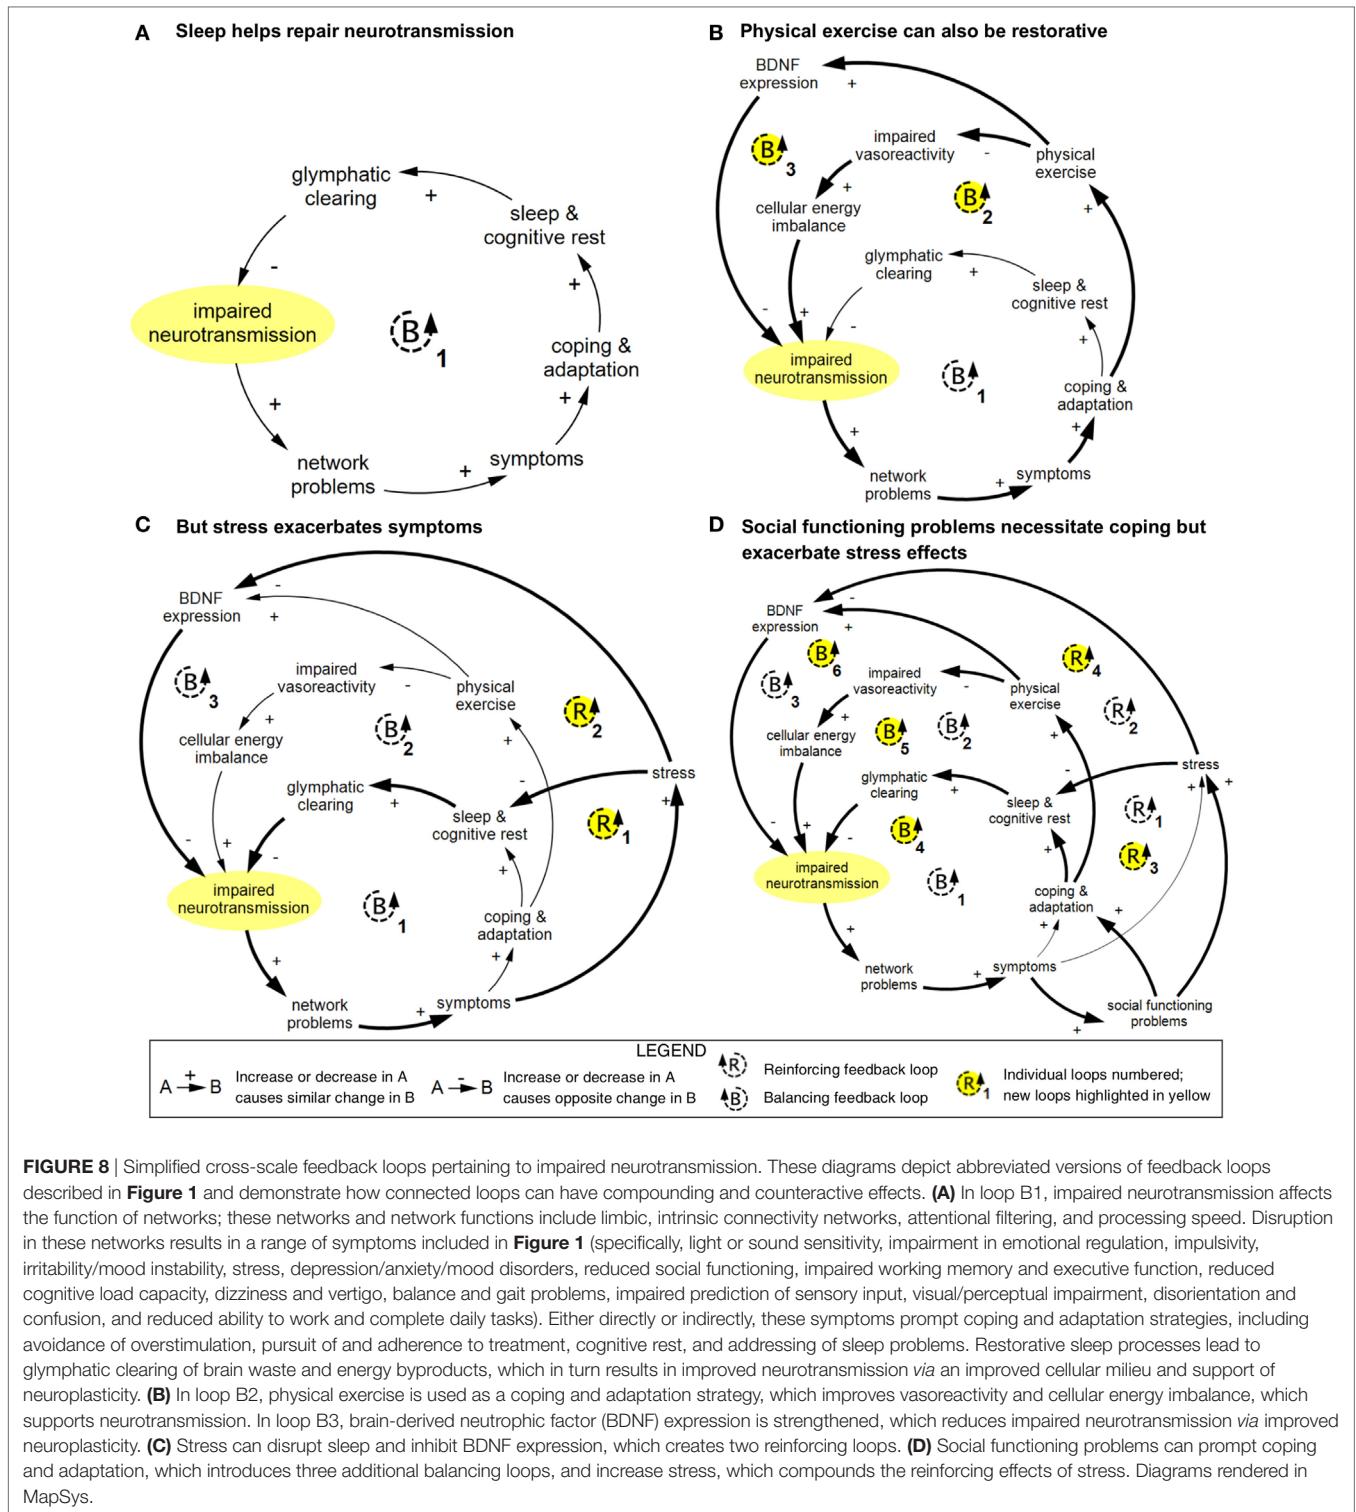 A Sleep helps repair neurotransmission
glymphatic
clearing
+
sleep &
cognitive rest
-
+
impaired
neurotransmission
B
1
coping &
adaptation
+
+
network
problems
+
symptoms
B Physical exercise can also be restorative
BDNF
expression
+
impaired
vasoreactivity
-
physical
exercise
B
3
+
B
2
+
cellular energy
imbalance
glymphatic
clearing
+
sleep &
cognitive rest
-
+
-
+
impaired
neurotransmission
B
1
coping &
adaptation
+
+
network
problems
+
symptoms
C But stress exacerbates symptoms
-
BDNF
expression
+
impaired
vasoreactivity
-
physical
exercise
B
3
R
2
+
B
2
+
cellular energy
imbalance
stress
-
+
glymphatic
clearing
+
sleep &
cognitive rest
R
1
-
+
-
+
impaired
neurotransmission
B
1
coping &
adaptation
+
+
network
problems
+
symptoms
D Social functioning problems necessitate coping but
exacerbate stress effects
-
BDNF
expression
+
B
6
R
4
impaired
vasoreactivity
-
physical
exercise
B
3
R
2
+
B
5
B
2
+
cellular energy
imbalance
stress
-
+
+
glymphatic
clearing
+
sleep &
cognitive rest
R
1
-
+
-
B
4
+
R
3
impaired
neurotransmission
B
1
coping &
adaptation
+
+
+
network
problems
+
symptoms
+
social functioning
problems
LEGEND
A + B Increase or decrease in A
causes similar change in B
A - B Increase or decrease in A
causes opposite change in B
R Reinforcing feedback loop
B Balancing feedback loop
R 1 Individual loops numbered;
new loops highlighted in yellow
FIGURE 8 | Simplified cross-scale feedback loops pertaining to impaired neurotransmission. These diagrams depict abbreviated versions of feedback loops
described in Figure 1 and demonstrate how connected loops can have compounding and counteractive effects. (A) In loop B1, impaired neurotransmission affects
the function of networks; these networks and network functions include limbic, intrinsic connectivity networks, attentional filtering, and processing speed. Disruption
in these networks results in a range of symptoms included in Figure 1 (specifically, light or sound sensitivity, impairment in emotional regulation, impulsivity,
irritability/mood instability, stress, depression/anxiety/mood disorders, reduced social functioning, impaired working memory and executive function, reduced
cognitive load capacity, dizziness and vertigo, balance and gait problems, impaired prediction of sensory input, visual/perceptual impairment, disorientation and
confusion, and reduced ability to work and complete daily tasks). Either directly or indirectly, these symptoms prompt coping and adaptation strategies, including
avoidance of overstimulation, pursuit of and adherence to treatment, cognitive rest, and addressing of sleep problems. Restorative sleep processes lead to
glymphatic clearing of brain waste and energy byproducts, which in turn results in improved neurotransmission via an improved cellular milieu and support of
neuroplasticity. (B) In loop B2, physical exercise is used as a coping and adaptation strategy, which improves vasoreactivity and cellular energy imbalance, which
supports neurotransmission. In loop B3, brain-derived neutrophic factor (BDNF) expression is strengthened, which reduces impaired neurotransmission via improved
neuroplasticity. (C) Stress can disrupt sleep and inhibit BDNF expression, which creates two reinforcing loops. (D) Social functioning problems can prompt coping
and adaptation, which introduces three additional balancing loops, and increase stress, which compounds the reinforcing effects of stress. Diagrams rendered in
MapSys.